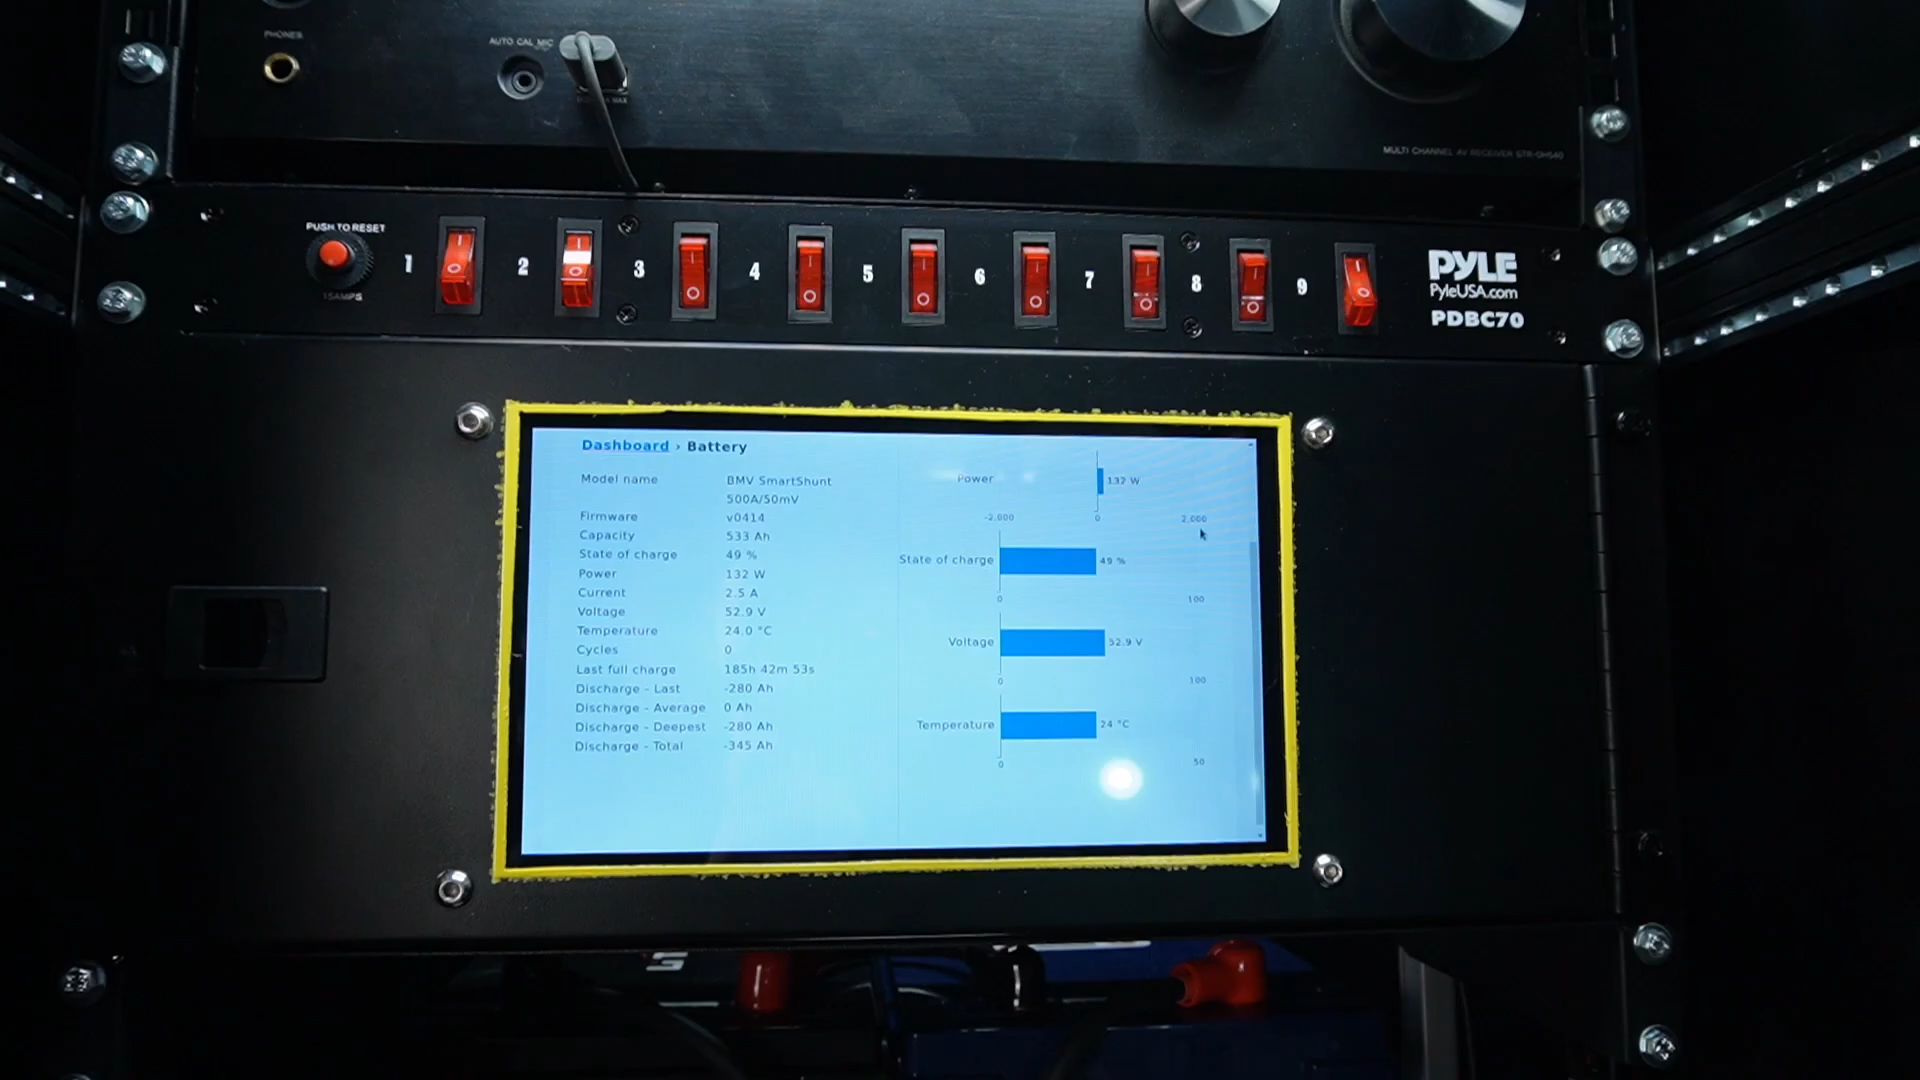 PHONES
AUTO CAL MIC
MULTI CHANNEL AV RECEIVER STR-DH540
PUSH TO RESET
15AMPS
1 2 3 4 5 6 7 8 9
PYLE
PyleUSA.com
PDBC70
Dashboard › Battery
Model name BMV SmartShunt
500A/50mV
Firmware v0414
Capacity 533 Ah
State of charge 49 %
Power 132 W
Current 2.5 A
Voltage 52.9 V
Temperature 24.0 °C
Cycles 0
Last full charge 185h 42m 53s
Discharge - Last -280 Ah
Discharge - Average 0 Ah
Discharge - Deepest -280 Ah
Discharge - Total -345 Ah
Power 132 W
-2,000 0 2,000
State of charge 49 %
0 100
Voltage 52.9 V
0 100
Temperature 24 °C
0 50